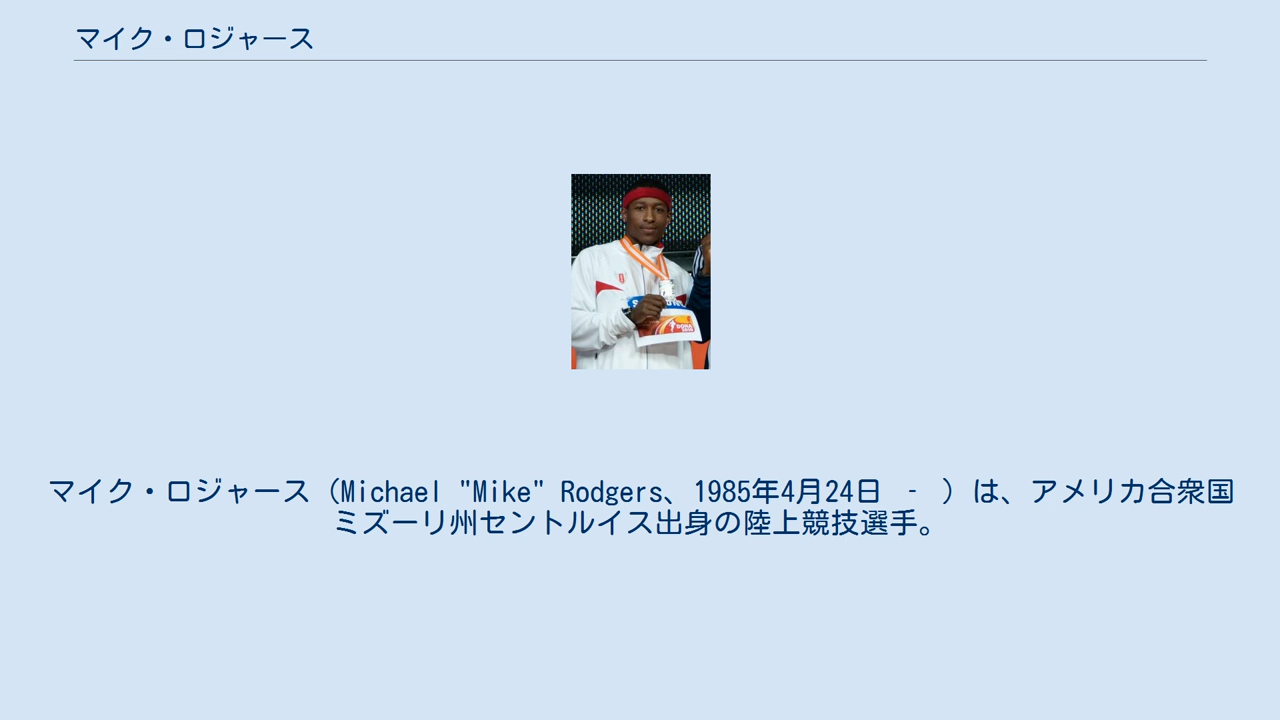 マイク・ロジャース
DOHA
マイク・ロジャース（Michael "Mike" Rodgers、1985年4月24日 - ）は、アメリカ合衆国
ミズーリ州セントルイス出身の陸上競技選手。